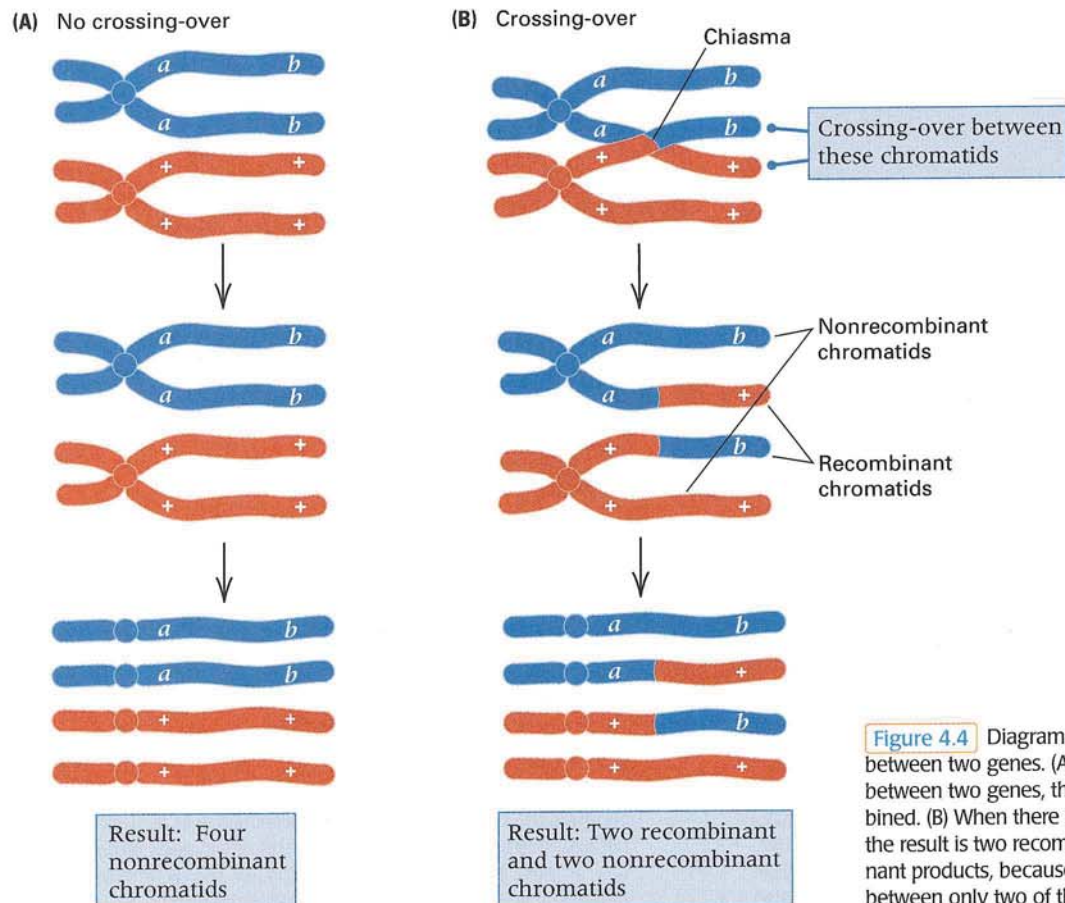 (A) No crossing-over
a b
a b
+ +
+ +
a b
a b
+ +
+ +
a b
a b
+ +
+ +
Result: Four
nonrecombinant
chromatids
(B) Crossing-over
Chiasma
a b
a b
+ +
+ +
Crossing-over between
these chromatids
a b
a +
+ b
+ +
Nonrecombinant
chromatids
Recombinant
chromatids
a b
a +
+ b
+ +
Result: Two recombinant
and two nonrecombinant
chromatids
Figure 4.4 Diagram
between two genes. (A
between two genes, th
bined. (B) When there
the result is two recom
nant products, because
between only two of th